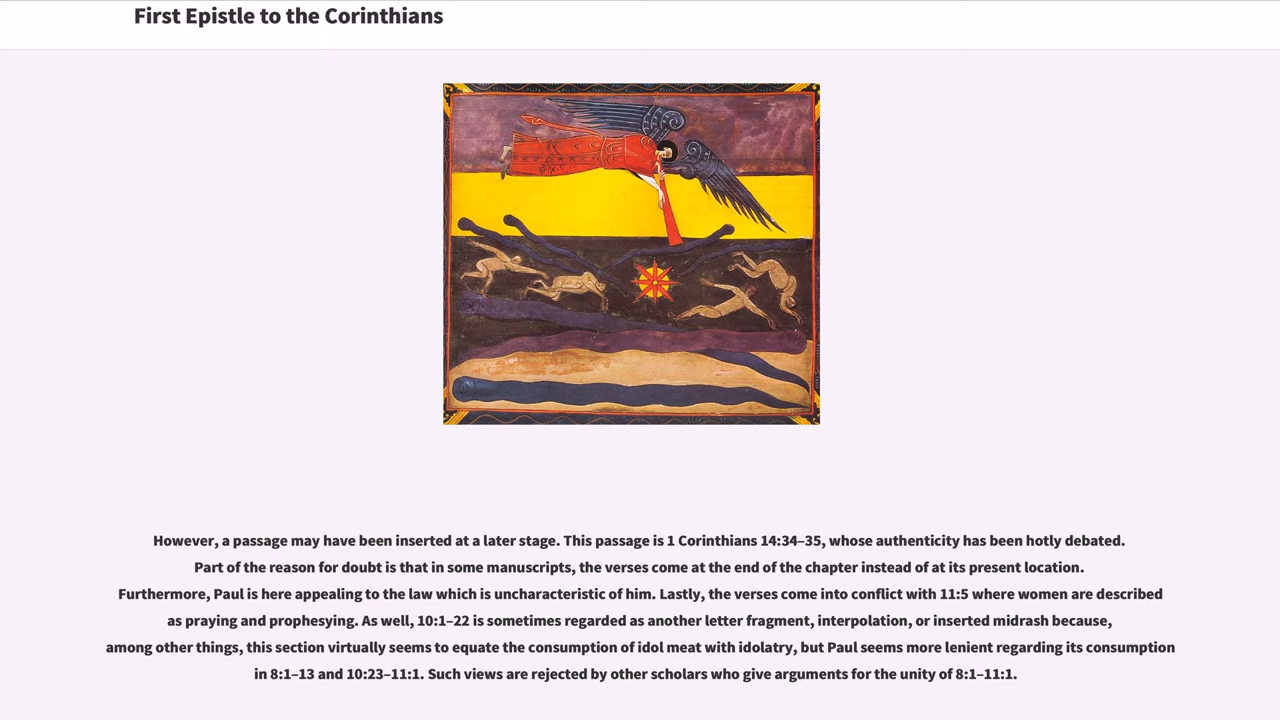 First Epistle to the Corinthians
However, a passage may have been inserted at a later stage. This passage is 1 Corinthians 14:34–35, whose authenticity has been hotly debated.
Part of the reason for doubt is that in some manuscripts, the verses come at the end of the chapter instead of at its present location.
Furthermore, Paul is here appealing to the law which is uncharacteristic of him. Lastly, the verses come into conflict with 11:5 where women are described
as praying and prophesying. As well, 10:1–22 is sometimes regarded as another letter fragment, interpolation, or inserted midrash because,
among other things, this section virtually seems to equate the consumption of idol meat with idolatry, but Paul seems more lenient regarding its consumption
in 8:1–13 and 10:23–11:1. Such views are rejected by other scholars who give arguments for the unity of 8:1–11:1.